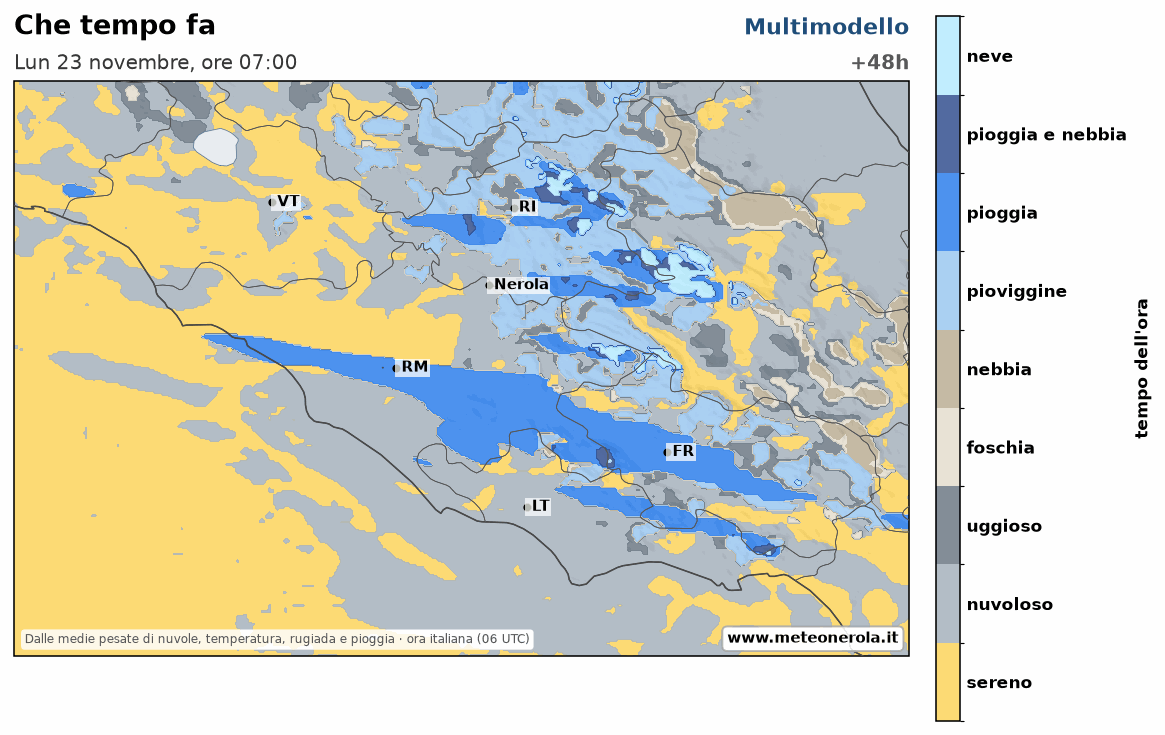 Che tempo fa
Multimodello
Lun 23 novembre, ore 07:00
+48h
neve
pioggia e nebbia
pioggia
pioviggine
nebbia
foschia
uggioso
nuvoloso
sereno
tempo dell'ora
VT
RI
Nerola
RM
FR
LT
Dalle medie pesate di nuvole, temperatura, rugiada e pioggia · ora italiana (06 UTC)
www.meteonerola.it